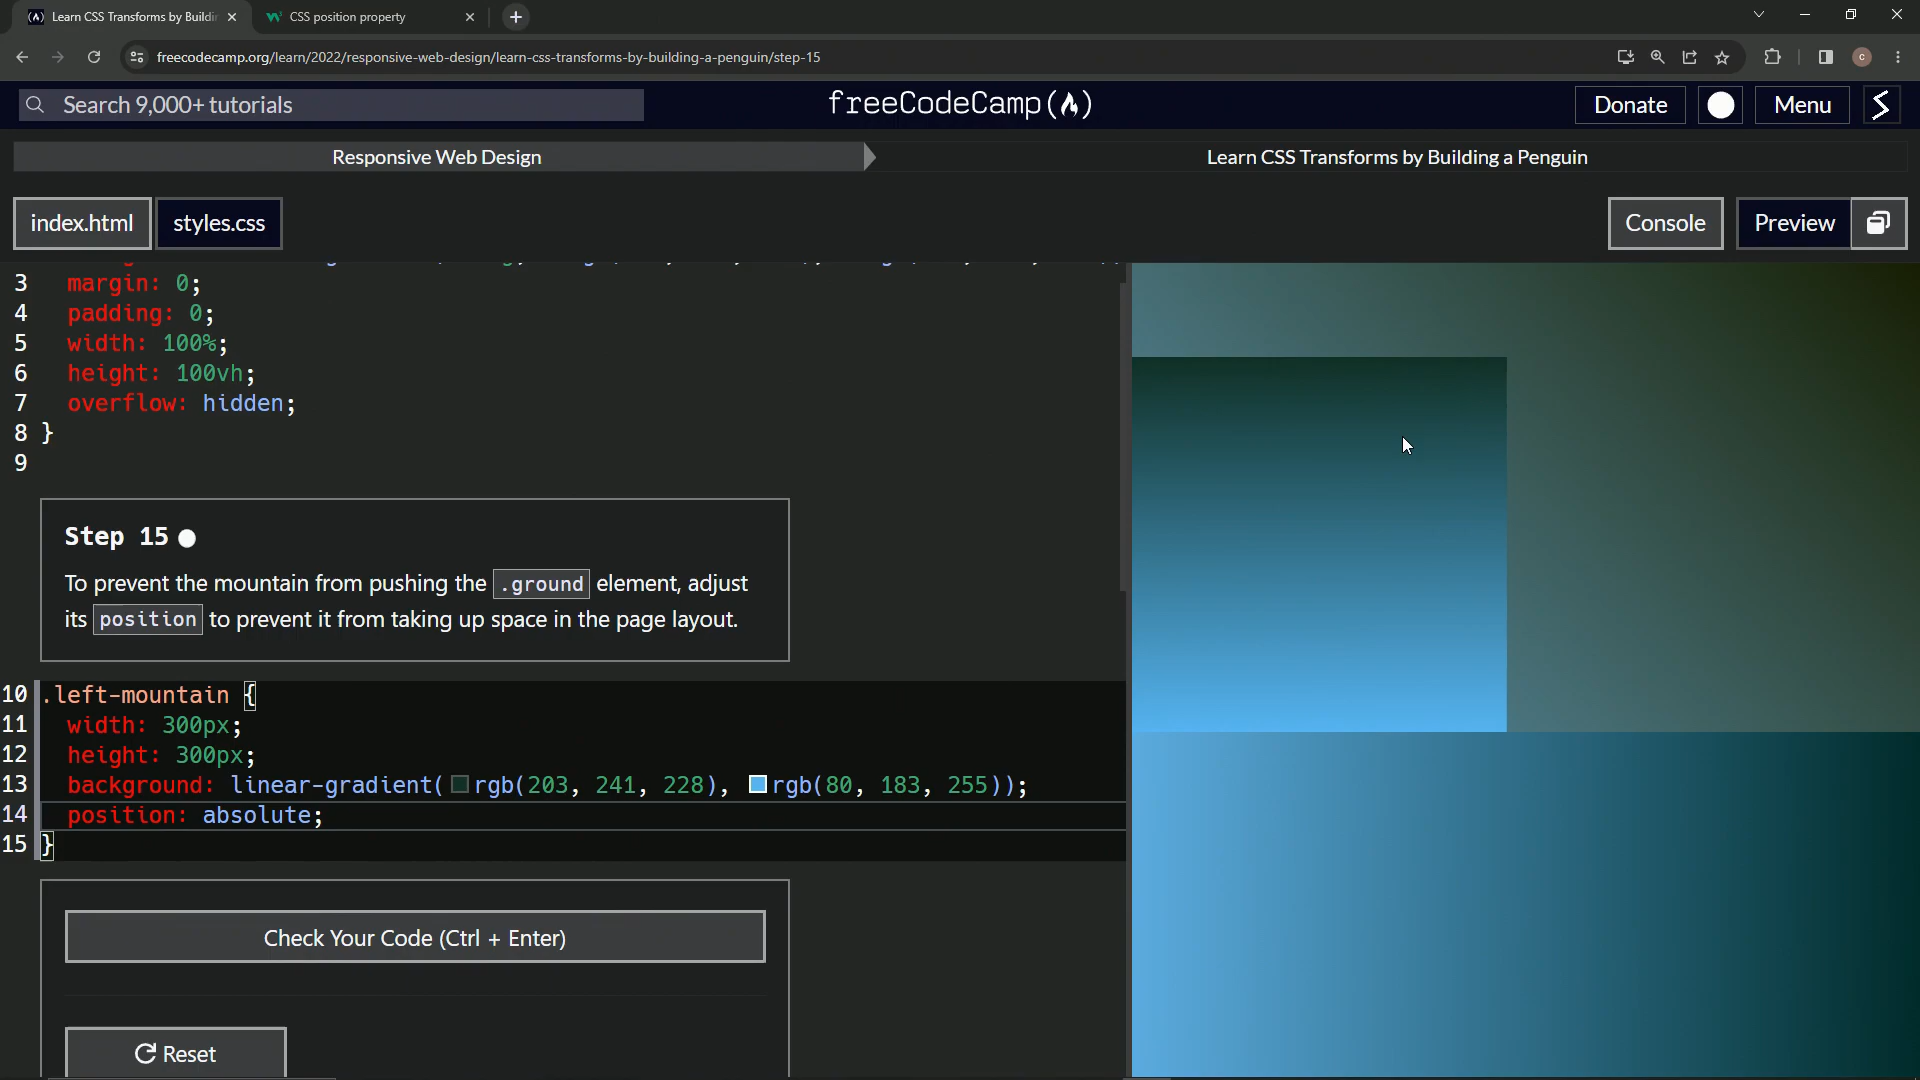 Learn CSS Transforms by Buildi
CSS position property
freecodecamp.org/learn/2022/responsive-web-design/learn-css-transforms-by-building-a-penguin/step-15
C
Search 9,000+ tutorials
freeCodeCamp
Donate
Menu
Responsive Web Design
Learn CSS Transforms by Building a Penguin
index.html
styles.css
Console
Preview
3 margin: 0;
4 padding: 0;
5 width: 100%;
6 height: 100vh;
7 overflow: hidden;
8 }
9
Step 15
To prevent the mountain from pushing the .ground element, adjust
its position to prevent it from taking up space in the page layout.
10 .left-mountain {
11 width: 300px;
12 height: 300px;
13 background: linear-gradient(rgb(203, 241, 228), rgb(80, 183, 255));
14 position: absolute;
15 }
Check Your Code (Ctrl + Enter)
Reset